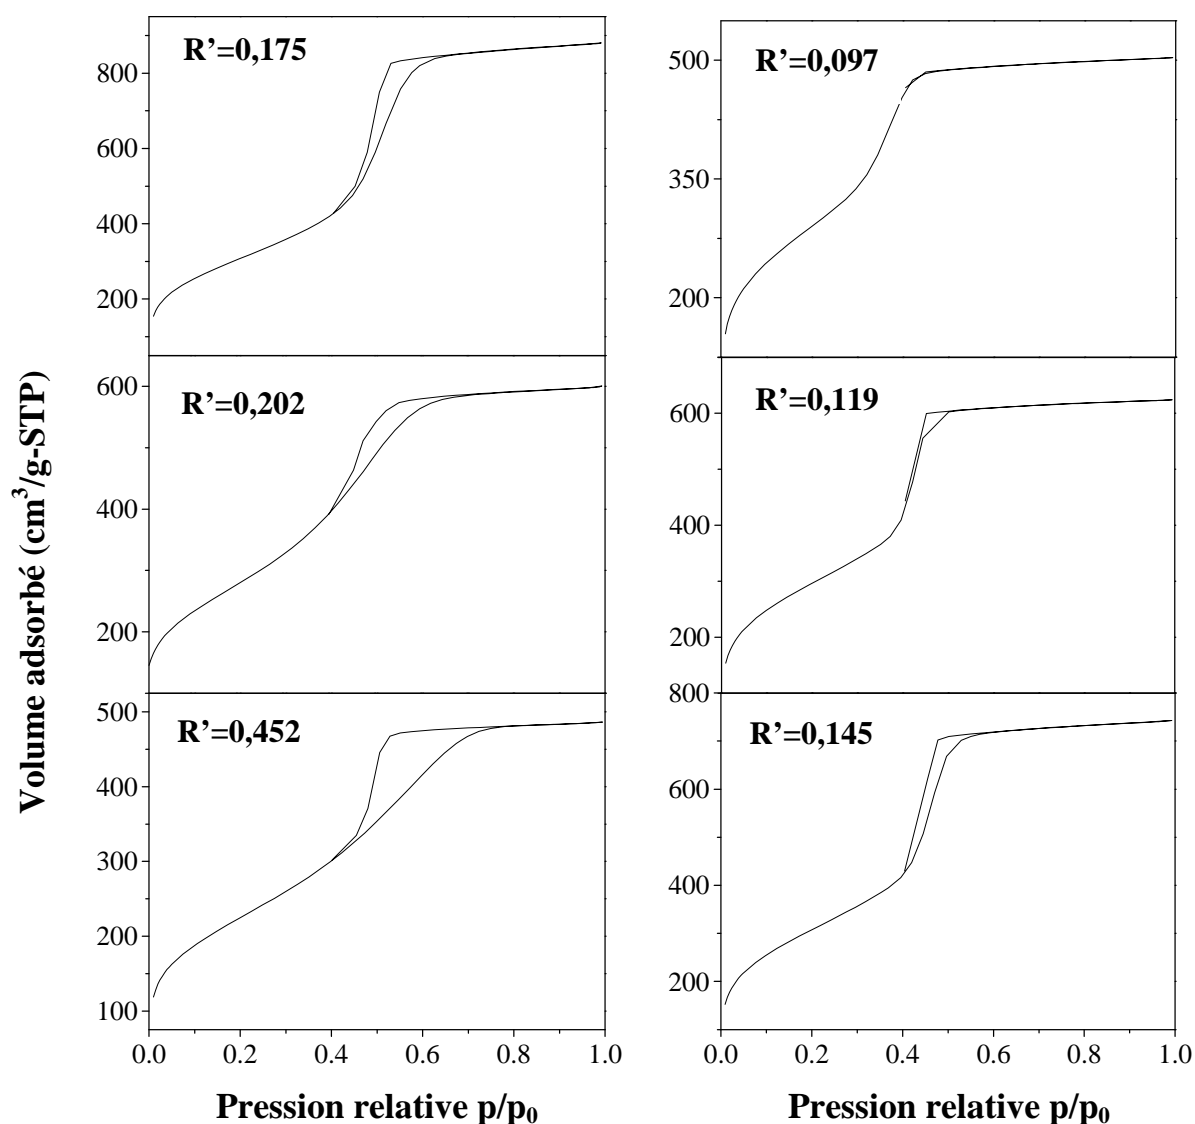 Volume adsorbé (cm³/g-STP)
R’=0,175
800
600
400
200
R’=0,202
600
400
200
R’=0,452
500
400
300
200
100
0.0 0.2 0.4 0.6 0.8 1.0
Pression relative p/p₀
R’=0,097
500
350
200
R’=0,119
600
400
200
800
R’=0,145
600
400
200
0.0 0.2 0.4 0.6 0.8 1.0
Pression relative p/p₀